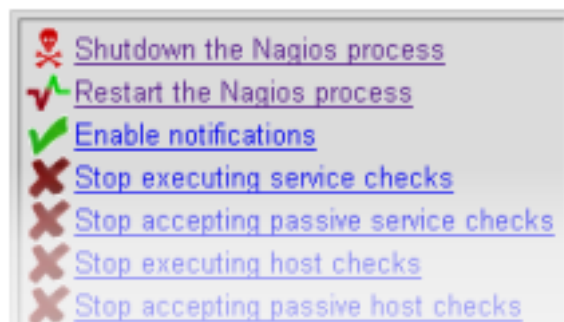 Shutdown the Nagios process
Restart the Nagios process
Enable notifications
Stop executing service checks
Stop accepting passive service checks
Stop executing host checks
Stop accepting passive host checks